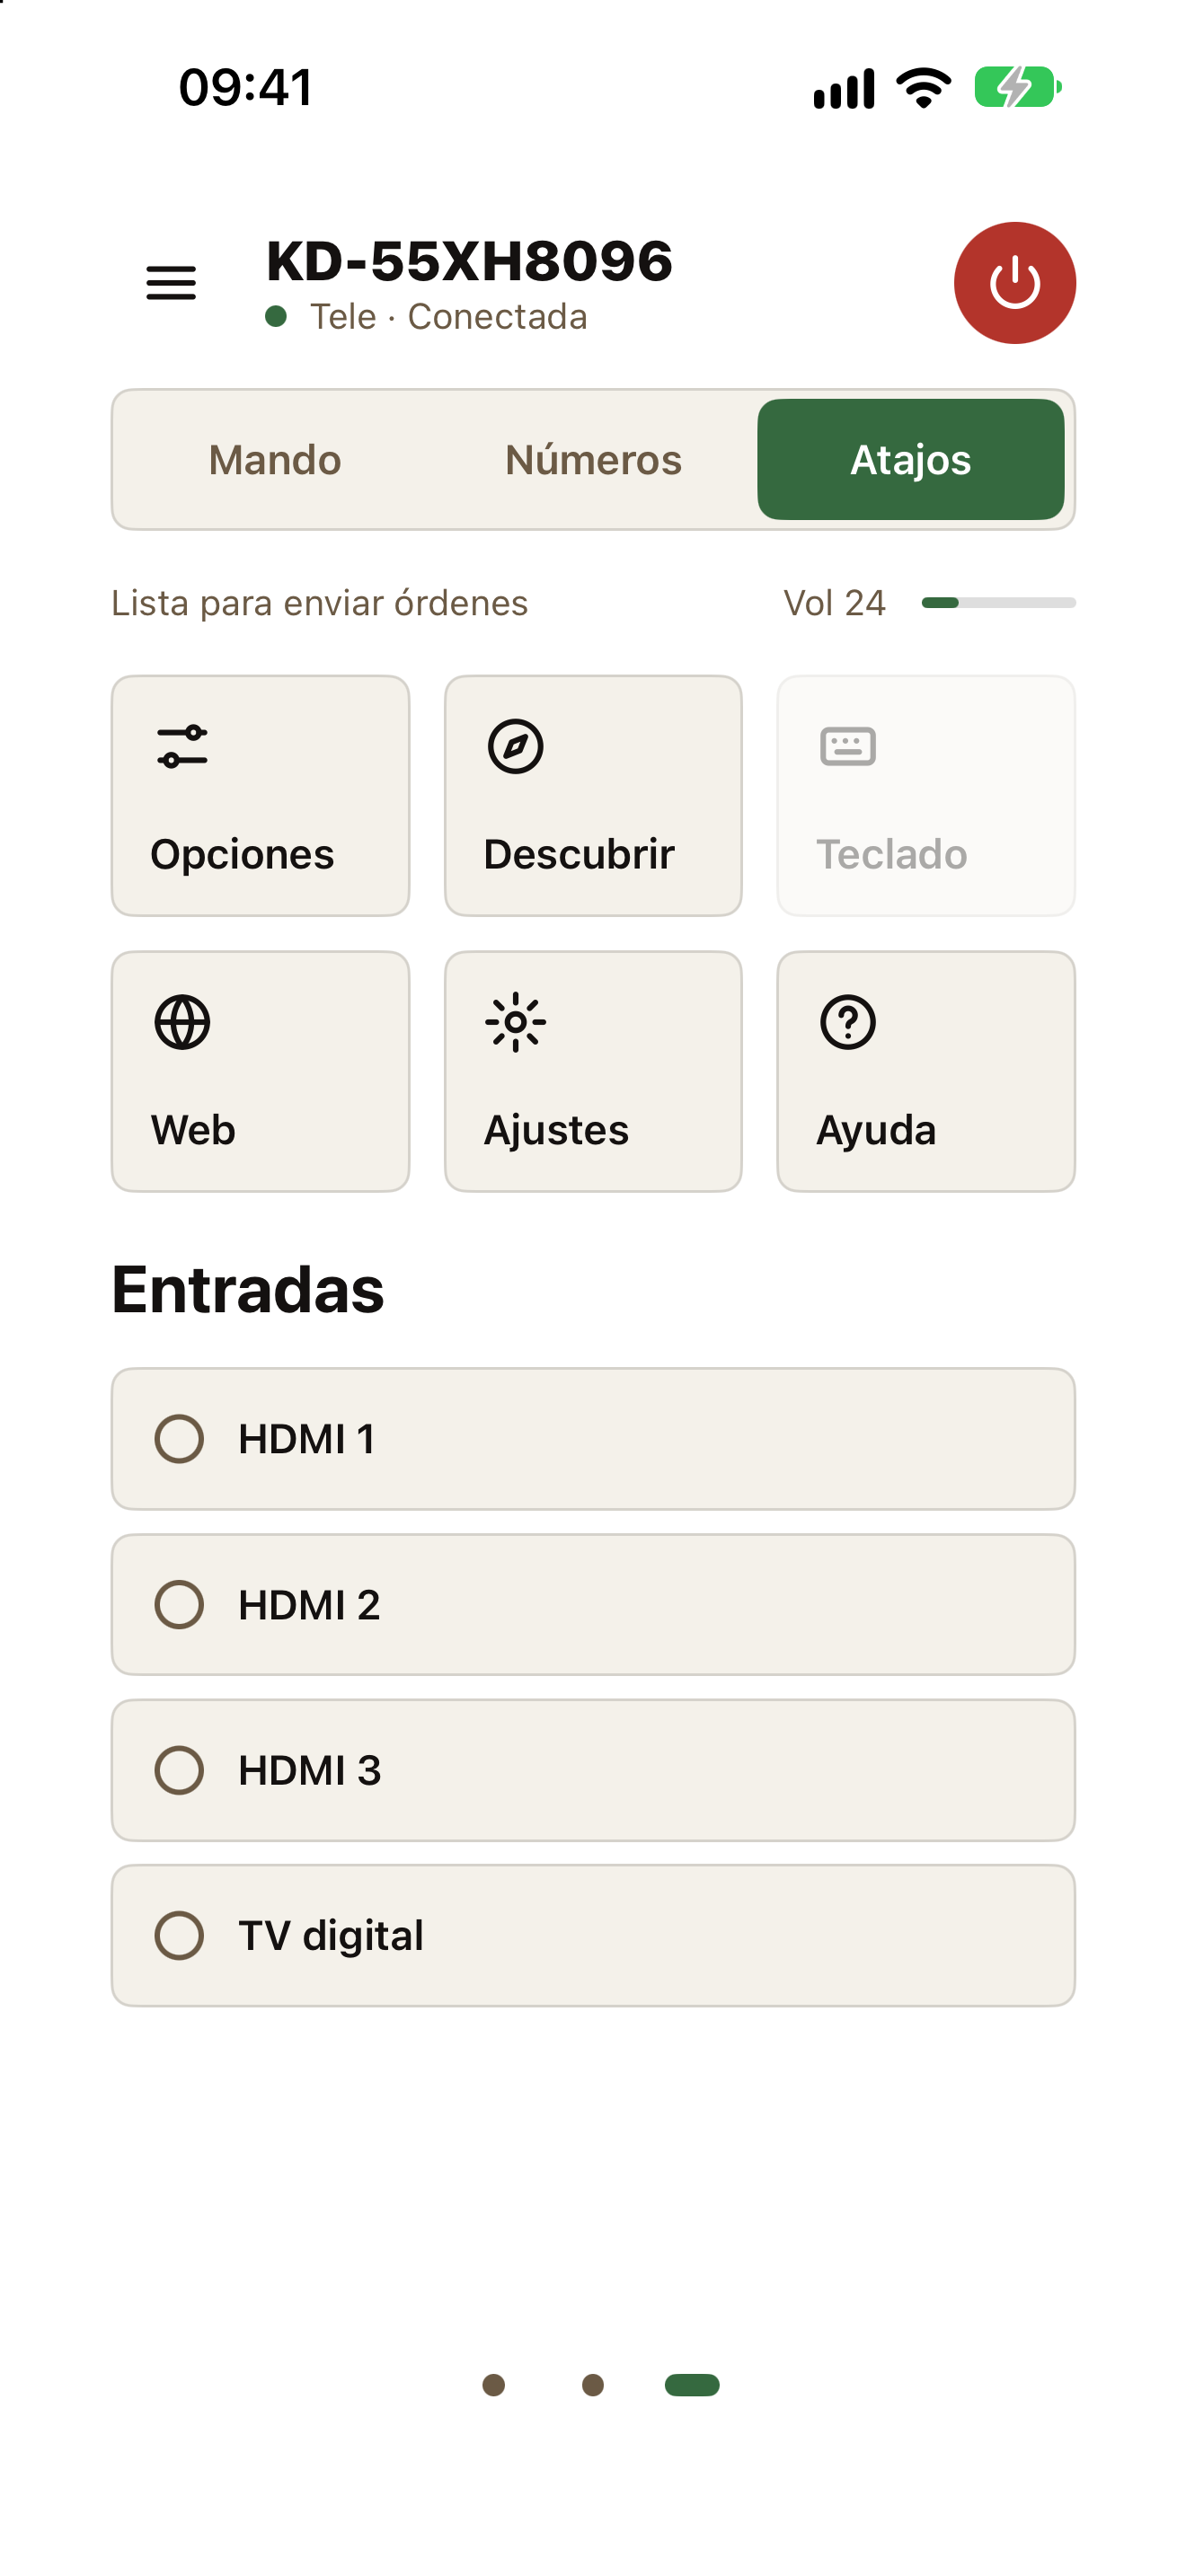 09:41
KD-55XH8096
Tele · Conectada
Mando
Números
Atajos
Lista para enviar órdenes
Vol 24
Opciones
Descubrir
Teclado
Web
Ajustes
Ayuda
Entradas
HDMI 1
HDMI 2
HDMI 3
TV digital